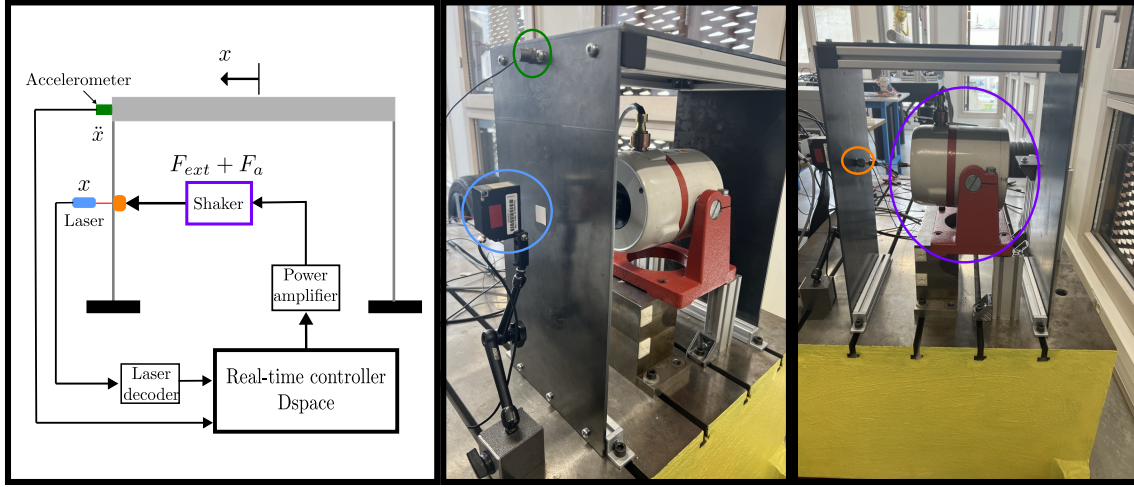 x
Accelerometer
ẍ
F_ext + F_a
x
Shaker
Laser
Power
amplifier
Laser
decoder
Real-time controller
Dspace